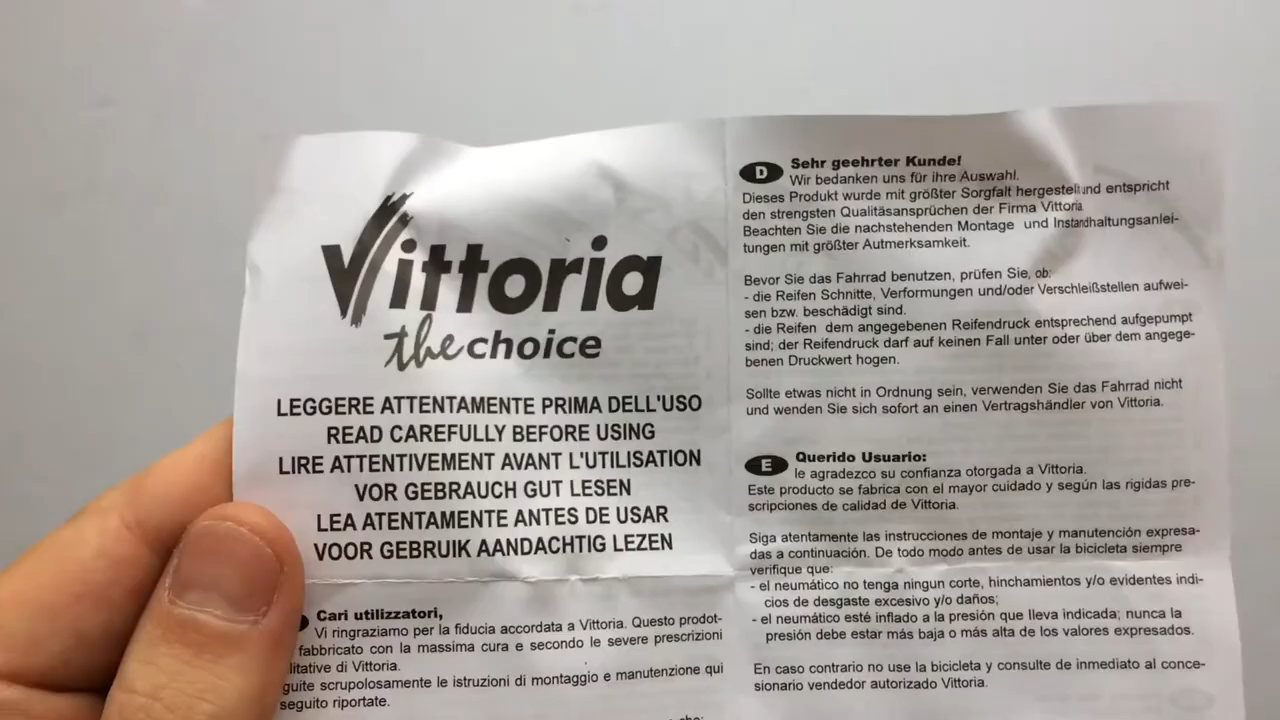 Vittoria
the choice
LEGGERE ATTENTAMENTE PRIMA DELL'USO
READ CAREFULLY BEFORE USING
LIRE ATTENTIVEMENT AVANT L'UTILISATION
VOR GEBRAUCH GUT LESEN
LEA ATENTAMENTE ANTES DE USAR
VOOR GEBRUIK AANDACHTIG LEZEN
Cari utilizzatori,
Vi ringraziamo per la fiducia accordata a Vittoria. Questo prodot-
fabbricato con la massima cura e secondo le severe prescrizioni
litative di Vittoria.
guite scrupolosamente le istruzioni di montaggio e manutenzione qui
seguito riportate.
che:
D Sehr geehrter Kunde!
Wir bedanken uns für ihre Auswahl.
Dieses Produkt wurde mit größter Sorgfalt hergestellt und entspricht
den strengsten Qualitäsansprüchen der Firma Vittoria.
Beachten Sie die nachstehenden Montage und Instandhaltungsanlei-
tungen mit größter Autmerksamkeit.
Bevor Sie das Fahrrad benutzen, prüfen Sie, ob:
- die Reifen Schnitte, Verformungen und/oder Verschleißstellen aufwei-
sen bzw. beschädigt sind.
- die Reifen dem angegebenen Reifendruck entsprechend aufgepumpt
sind; der Reifendruck darf auf keinen Fall unter oder über dem angege-
benen Druckwert hogen.
Sollte etwas nicht in Ordnung sein, verwenden Sie das Fahrrad nicht
und wenden Sie sich sofort an einen Vertragshändler von Vittoria.
E Querido Usuario:
le agradezco su confianza otorgada a Vittoria.
Este producto se fabrica con el mayor cuidado y según las rigidas pre-
scripciones de calidad de Vittoria.
Siga atentamente las instrucciones de montaje y manutención expresa-
das a continuación. De todo modo antes de usar la bicicleta siempre
verifique que:
- el neumático no tenga ningun corte, hinchamientos y/o evidentes indi-
cios de desgaste excesivo y/o daños;
- el neumático esté inflado a la presión que lleva indicada; nunca la
presión debe estar más baja o más alta de los valores expresados.
En caso contrario no use la bicicleta y consulte de inmediato al conce-
sionario vendedor autorizado Vittoria.